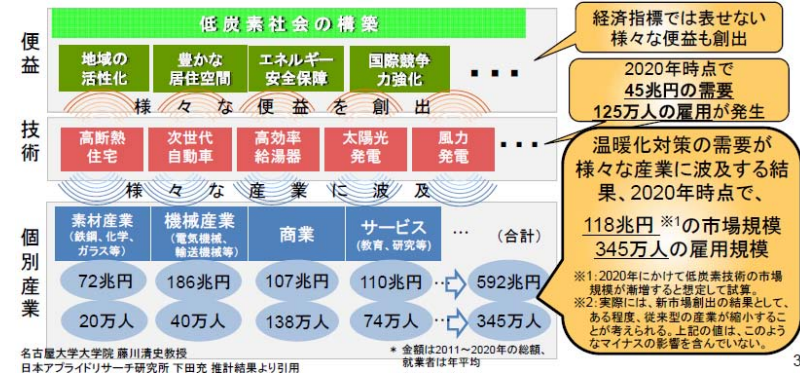 低炭素社会の構築
便益
地域の
活性化
豊かな
居住空間
エネルギー
安全保障
国際競争
力強化
・・・
経済指標では表せない
様々な便益も創出
様々な便益を創出
2020年時点で
45兆円の需要
125万人の雇用が発生
技術
高断熱
住宅
次世代
自動車
高効率
給湯器
太陽光
発電
風力
発電
・・・
様々な産業に波及
温暖化対策の需要が
様々な産業に波及する結
果、2020年時点で、
118兆円 ※1の市場規模
345万人の雇用規模
※1:2020年にかけて低炭素技術の市場
規模が漸増すると想定して試算。
※2:実際には、新市場創出の結果として、
ある程度、従来型の産業が縮小するこ
とが考えられる。上記の値は、このよう
なマイナスの影響を含んでいない。
個別産業
素材産業
(鉄鋼、化学、
ガラス等)
機械産業
(電気機械、
輸送機械等)
商業
サービス
(教育、研究等)
…
(合計)
72兆円
186兆円
107兆円
110兆円
‥
592兆円
20万人
40万人
138万人
74万人
‥
345万人
名古屋大学大学院 藤川清史教授
日本アプライドリサーチ研究所 下田充 推計結果より引用
* 金額は2011~2020年の総額、
就業者は年平均
3